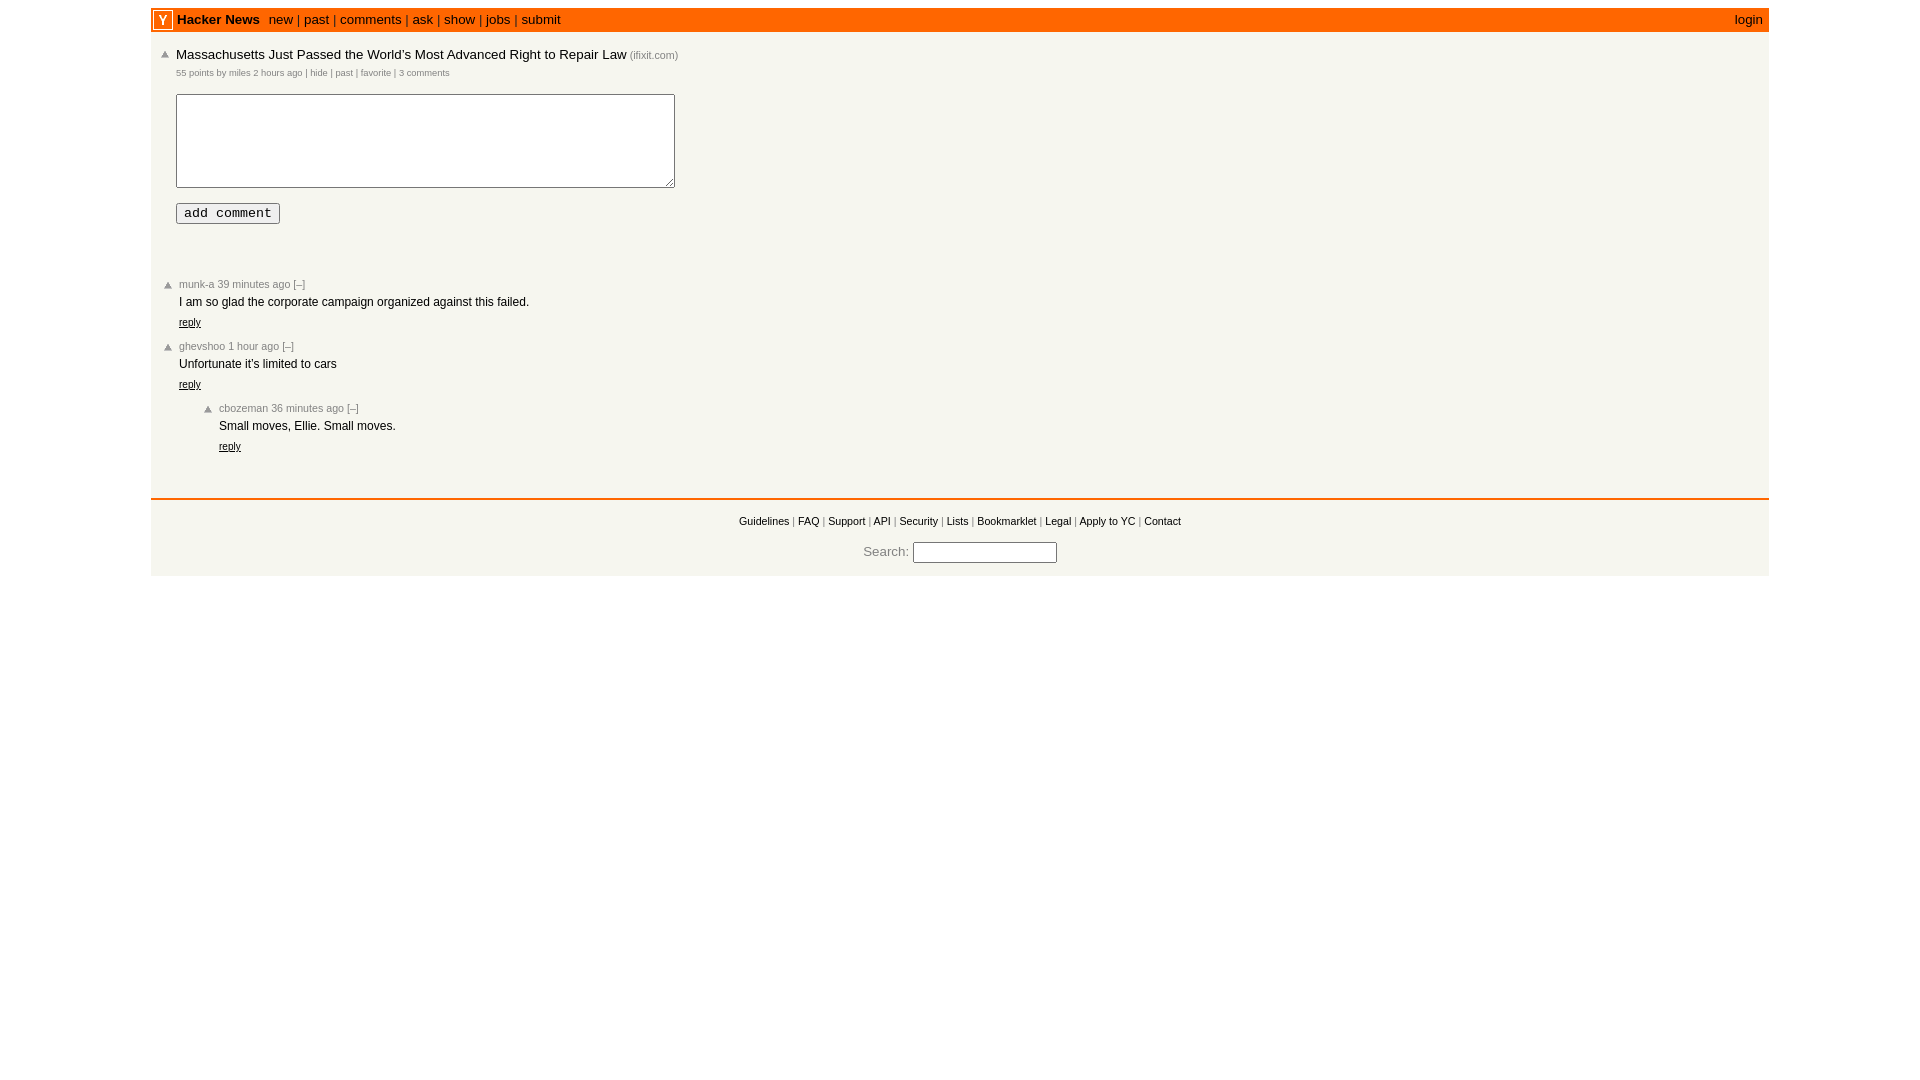 Y Hacker News new | past | comments | ask | show | jobs | submit login
Massachusetts Just Passed the World’s Most Advanced Right to Repair Law (ifixit.com)
55 points by miles 2 hours ago | hide | past | favorite | 3 comments
add comment
munk-a 39 minutes ago [–]
I am so glad the corporate campaign organized against this failed.
reply
ghevshoo 1 hour ago [–]
Unfortunate it’s limited to cars
reply
cbozeman 36 minutes ago [–]
Small moves, Ellie. Small moves.
reply
Guidelines | FAQ | Support | API | Security | Lists | Bookmarklet | Legal | Apply to YC | Contact
Search: